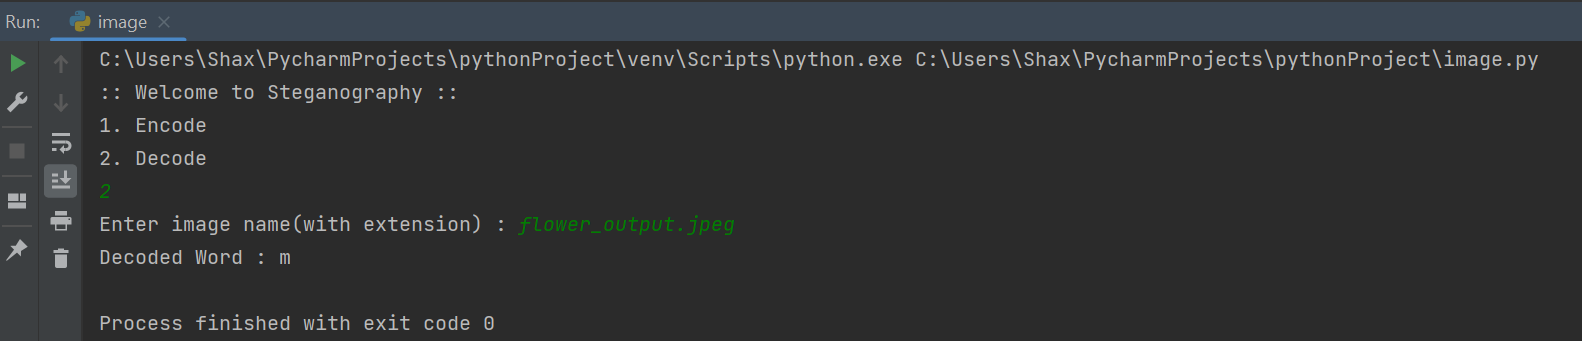 Run: image
C:\Users\Shax\PycharmProjects\pythonProject\venv\Scripts\python.exe C:\Users\Shax\PycharmProjects\pythonProject\image.py
:: Welcome to Steganography ::
1. Encode
2. Decode
2
Enter image name(with extension) : flower_output.jpeg
Decoded Word : m
Process finished with exit code 0